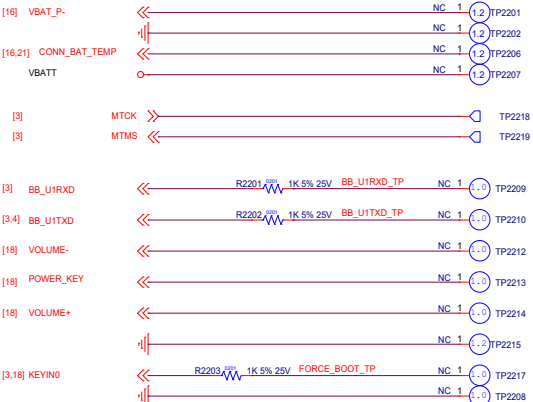 [16] VBAT_P- NC 1 1.2 TP2201
NC 1 1.2 TP2202
[16,21] CONN_BAT_TEMP NC 1 1.2 TP2206
VBATT NC 1 1.2 TP2207
[3] MTCK TP2218
[3] MTMS TP2219
[3] BB_U1RXD R2201 0201 1K 5% 25V BB_U1RXD_TP NC 1 1.0 TP2209
[3,4] BB_U1TXD R2202 0201 1K 5% 25V BB_U1TXD_TP NC 1 1.0 TP2210
[18] VOLUME- NC 1 1.0 TP2212
[18] POWER_KEY NC 1 1.0 TP2213
[18] VOLUME+ NC 1 1.0 TP2214
NC 1 1.2 TP2215
[3,18] KEYIN0 R2203 0201 1K 5% 25V FORCE_BOOT_TP NC 1 1.0 TP2217
NC 1 1.0 TP2208